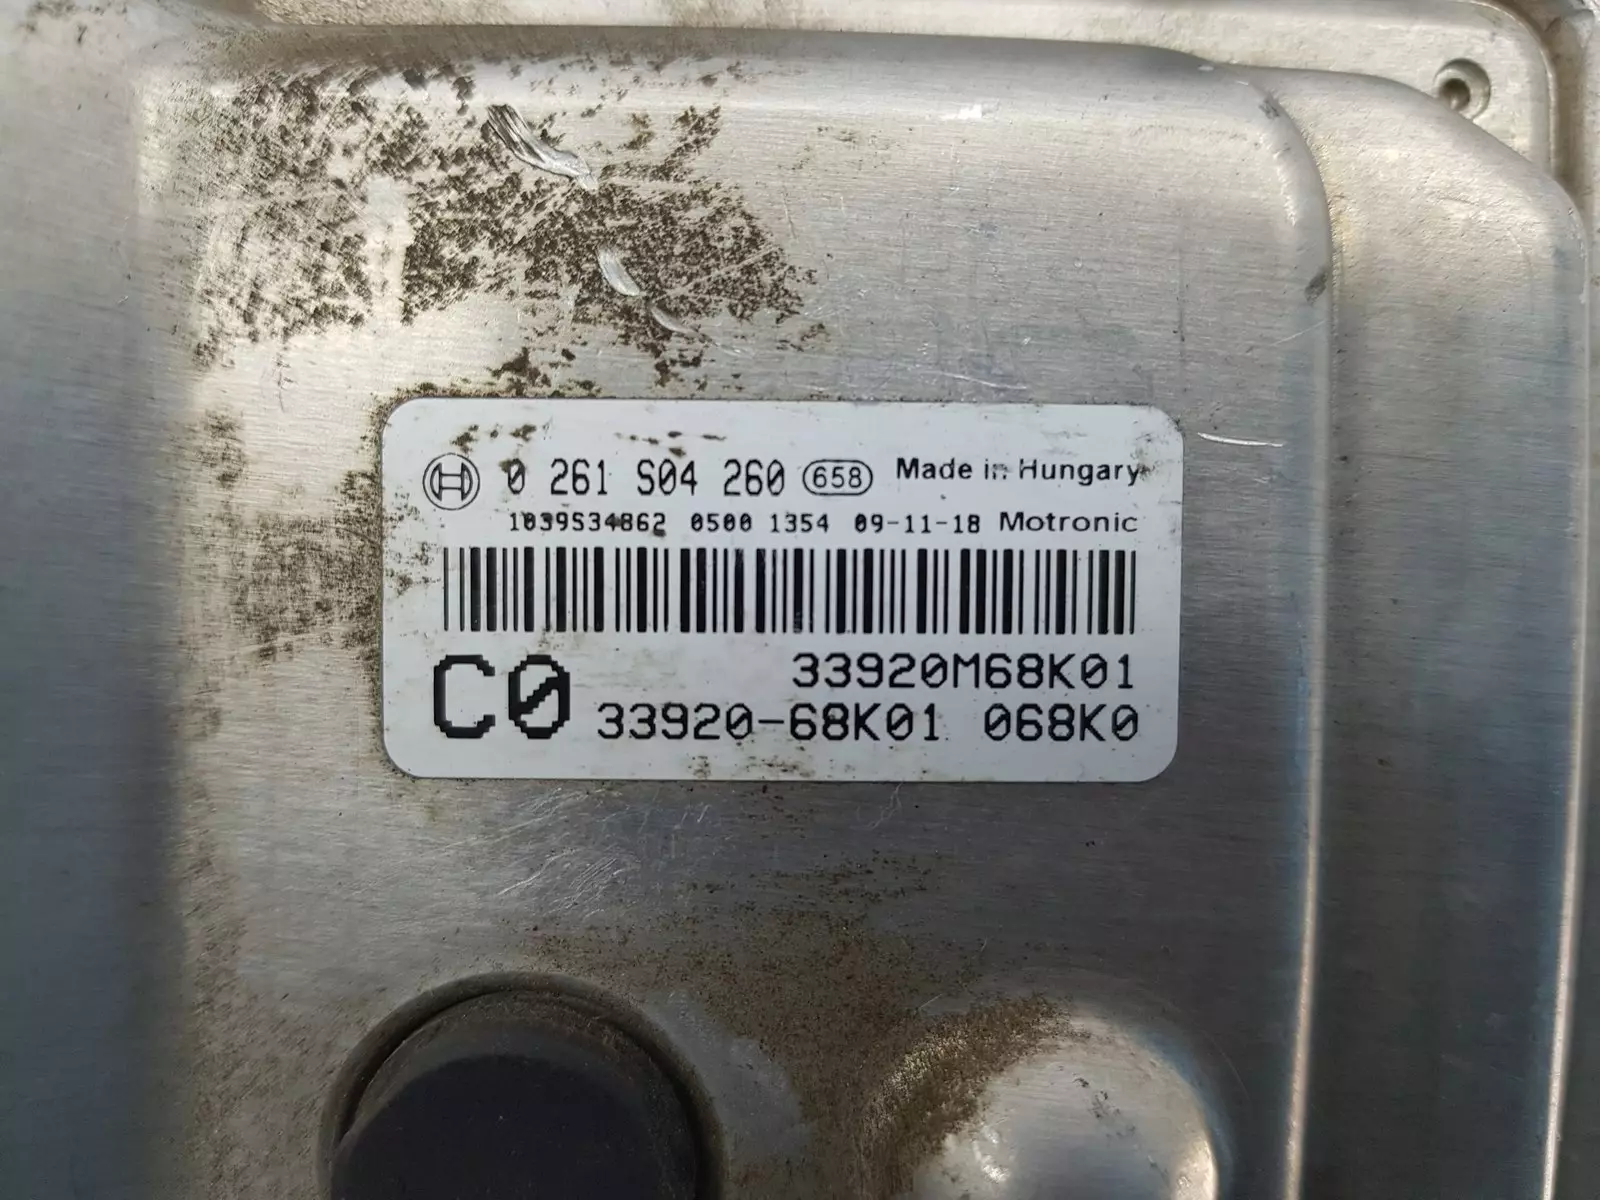 0 261 S04 260 658 Made in Hungary
1039S34862 0500 1354 09-11-18 Motronic
33920M68K01
C0 33920-68K01 068K0